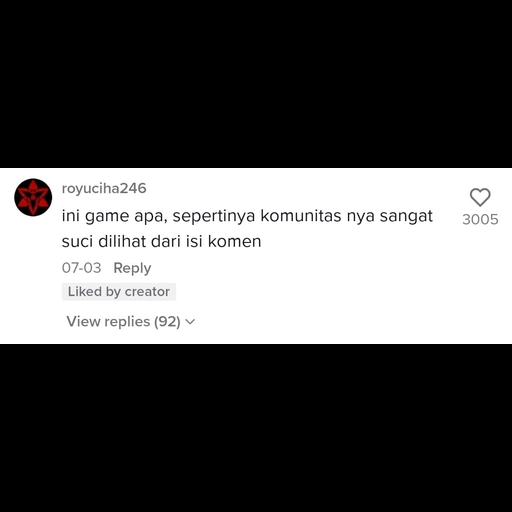 royuciha246
ini game apa, sepertinya komunitas nya sangat
suci dilihat dari isi komen
3005
07-03 Reply
Liked by creator
View replies (92)